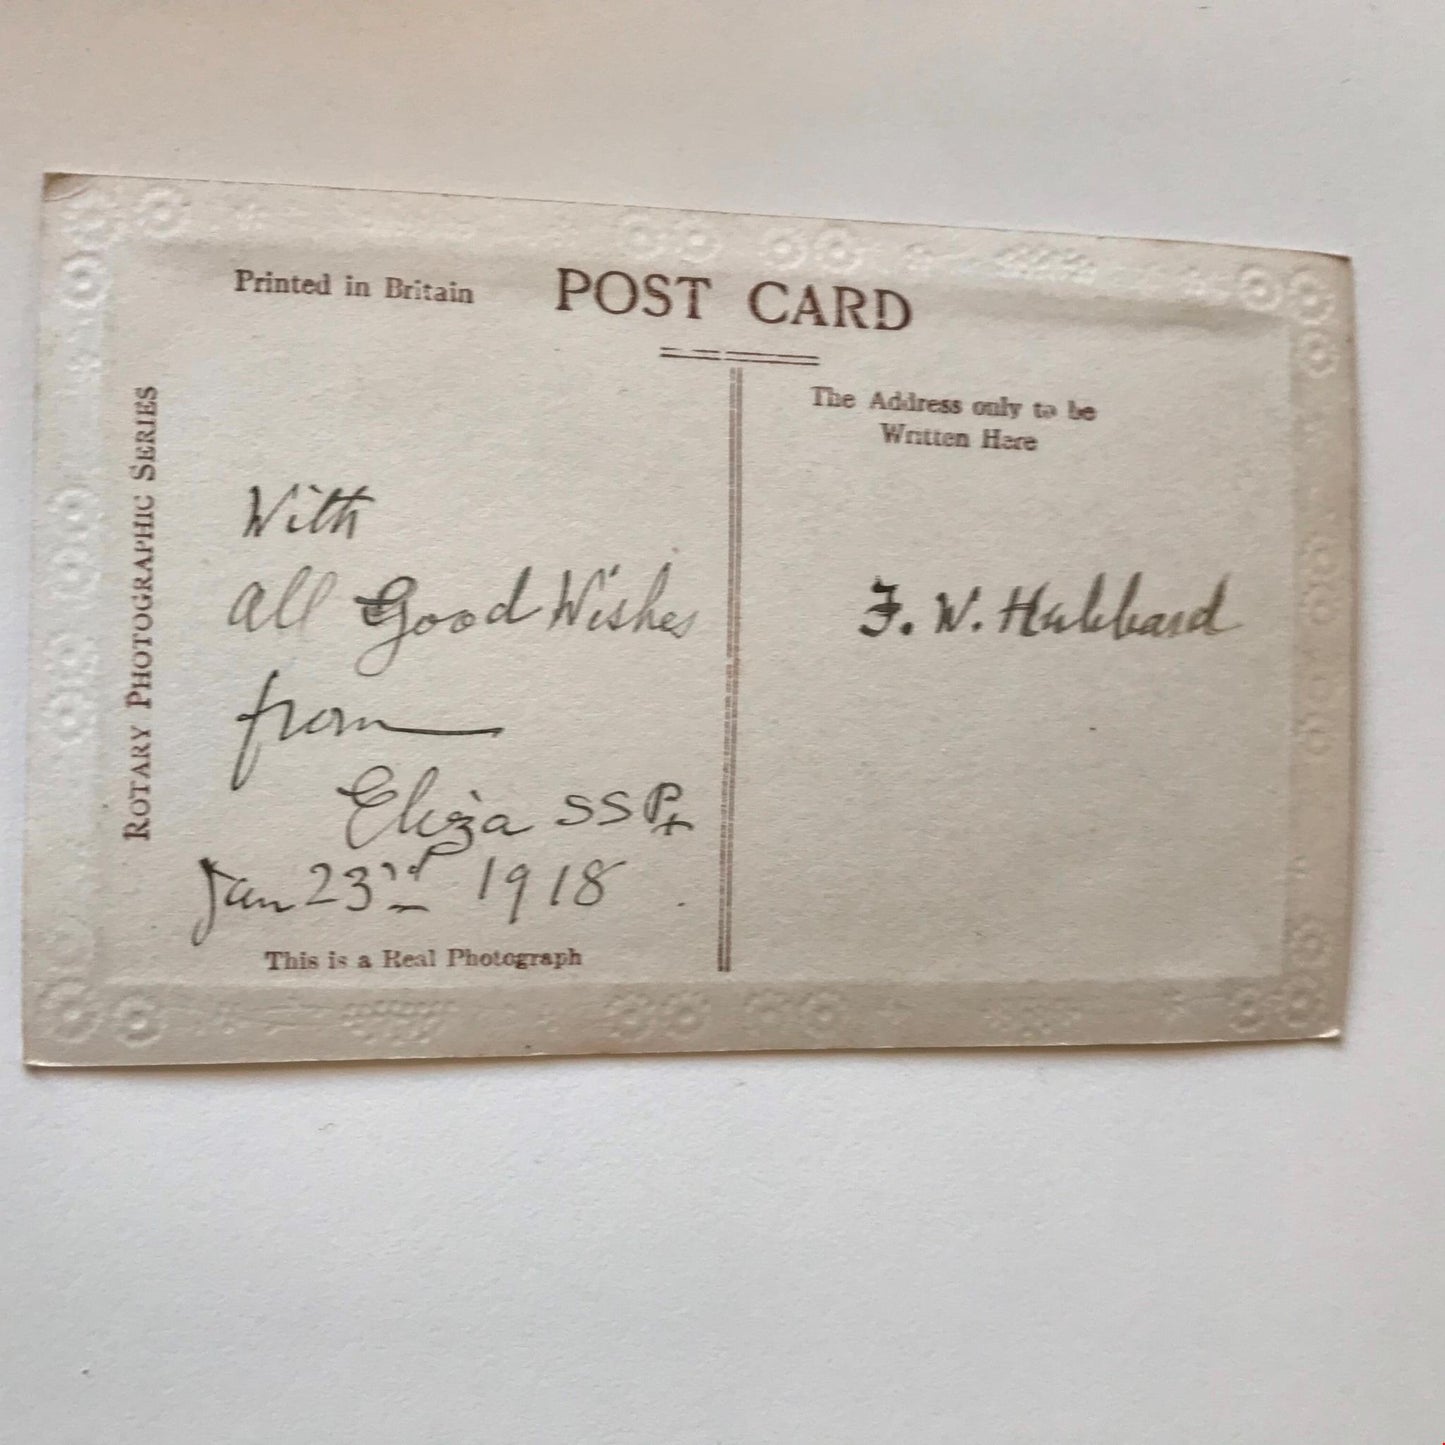 Printed in Britain
POST CARD
ROTARY PHOTOGRAPHIC SERIES
The Address only to be
Written Here
With
All Good Wishes
from
Eliza SSP
Jan 23rd 1918
This is a Real Photograph
F. W. Hubbard